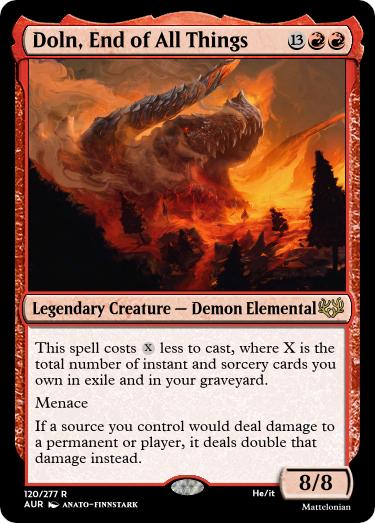 Doln, End of All Things 13
Legendary Creature — Demon Elemental
This spell costs X less to cast, where X is the
total number of instant and sorcery cards you
own in exile and in your graveyard.
Menace
If a source you control would deal damage to
a permanent or player, it deals double that
damage instead.
8/8
120/277 R He/it
AUR ANATO-FINNSTARK Mattelonian